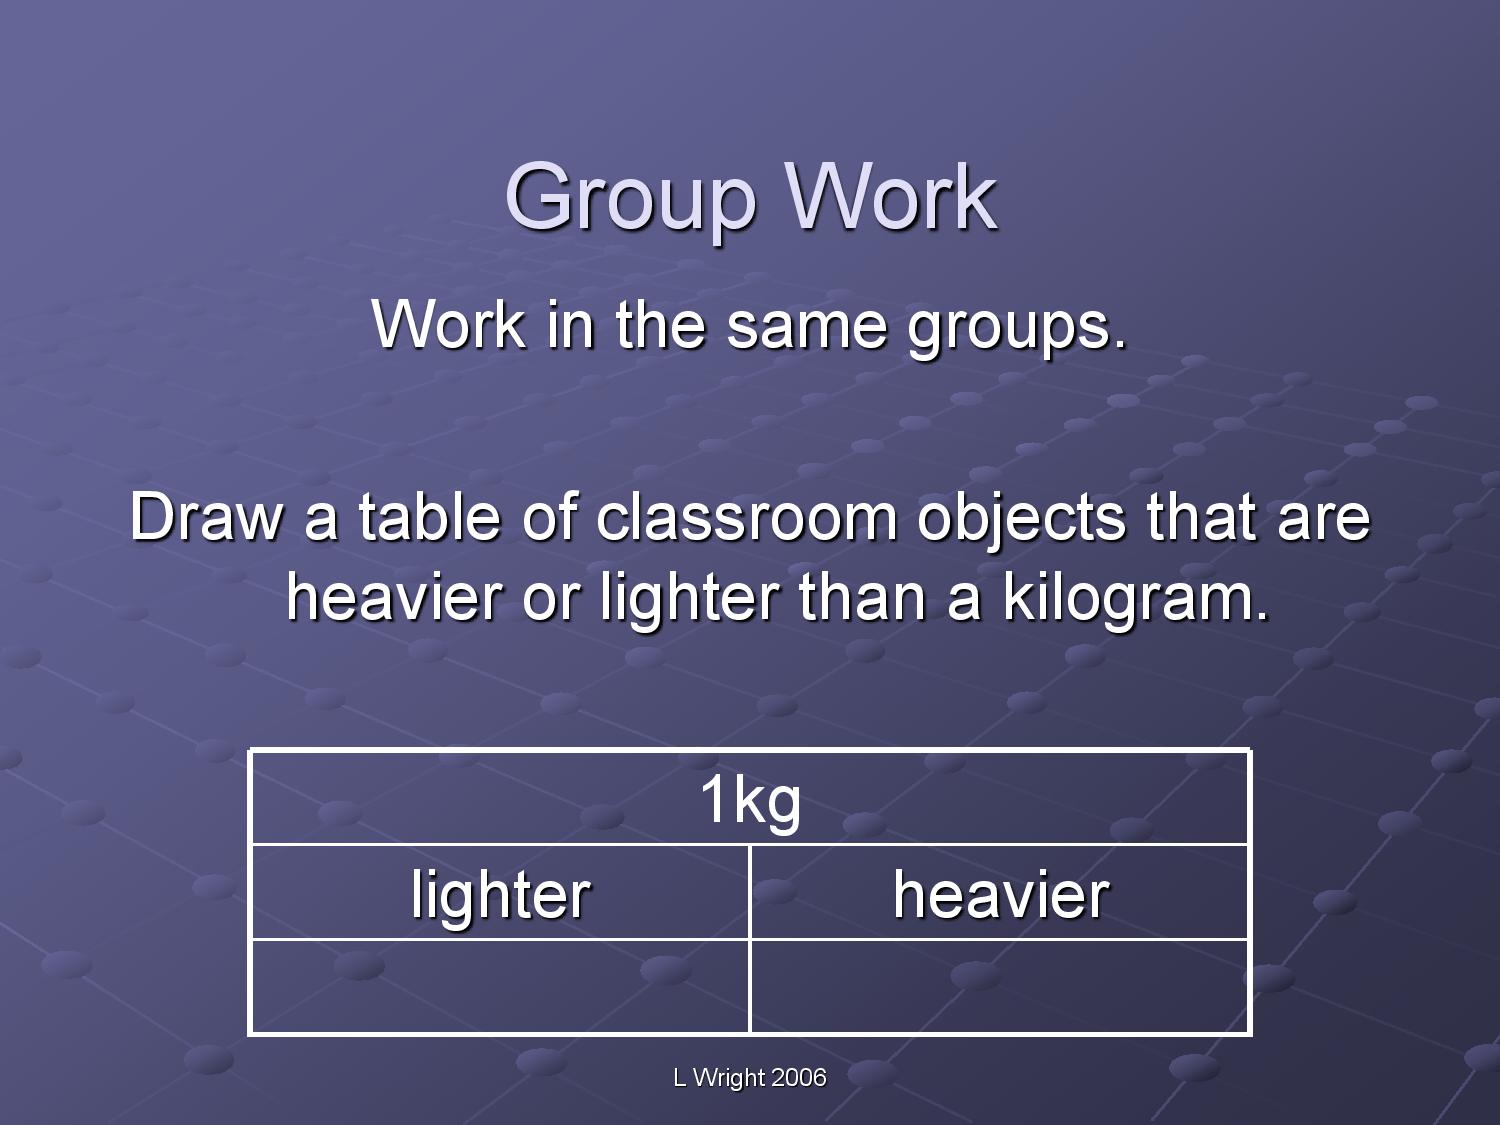 Group Work
Work in the same groups.
Draw a table of classroom objects that are
heavier or lighter than a kilogram.
1kg
lighter heavier
L Wright 2006